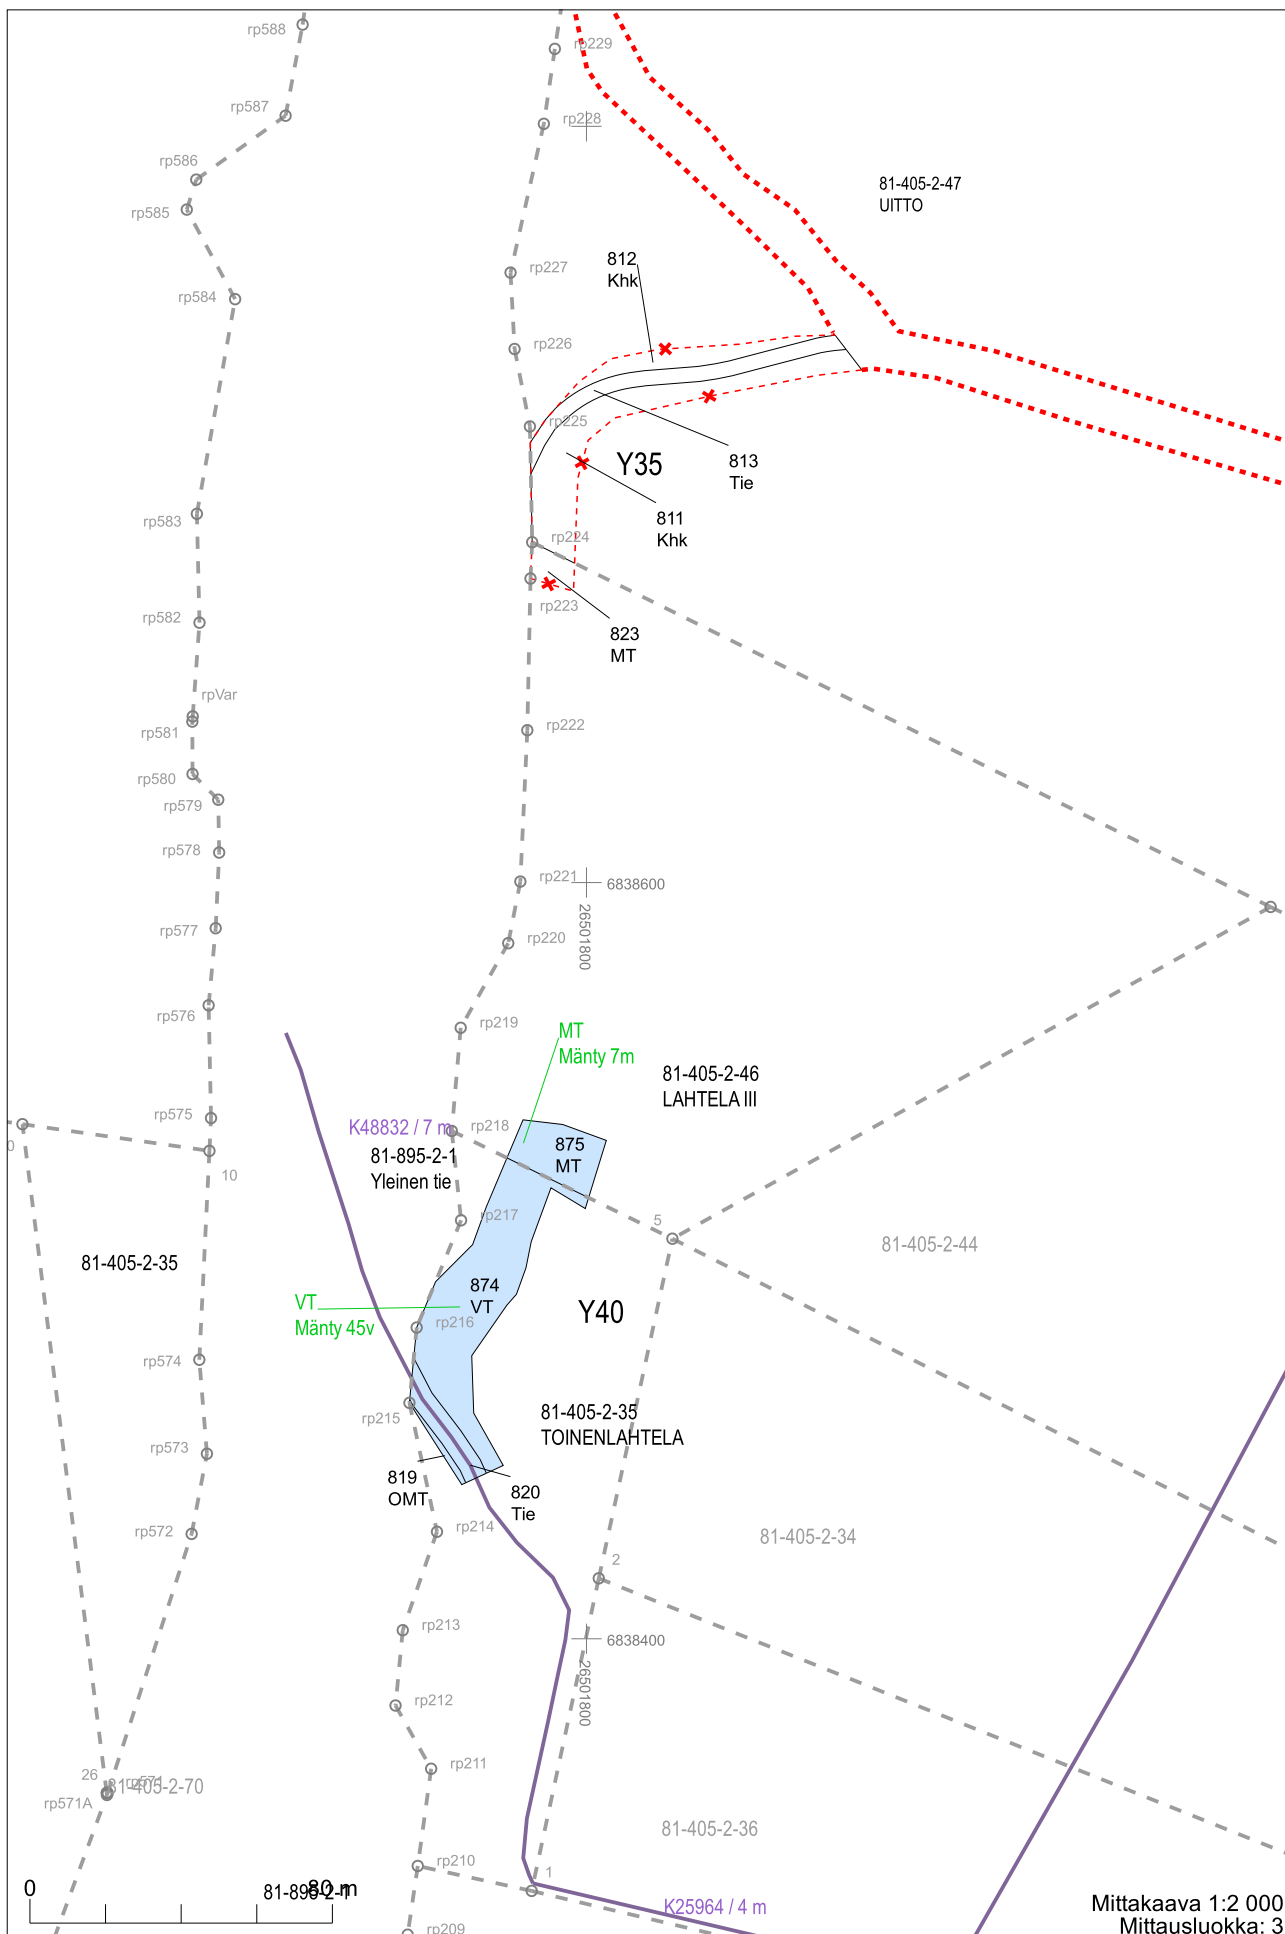 rp588
rp229
rp587
rp228
rp586
81-405-2-47
UITTO
rp585
812
Khk
rp227
rp584
rp226
rp225
Y35
813
Tie
811
Khk
rp583
rp224
rp223
rp582
823
MT
rpVar
rp581
rp222
rp580
rp579
rp578
rp221
6838600
26501800
rp577
rp220
rp576
rp219
MT
Mänty 7m
81-405-2-46
LAHTELA III
rp575
K48832 / 7 m
rp218
875
MT
0
81-895-2-1
Yleinen tie
10
rp217
5
81-405-2-44
81-405-2-35
874
VT
VT
Mänty 45v
Y40
rp216
rp574
rp215
81-405-2-35
TOINENLAHTELA
rp573
819
OMT
820
Tie
rp572
rp214
81-405-2-34
2
rp213
6838400
26501800
rp212
rp211
26
rp571
81-405-2-70
rp571A
81-405-2-36
rp210
1
0
80 m
81-895-2-1
K25964 / 4 m
Mittakaava 1:2 000
rp209
Mittausluokka: 3